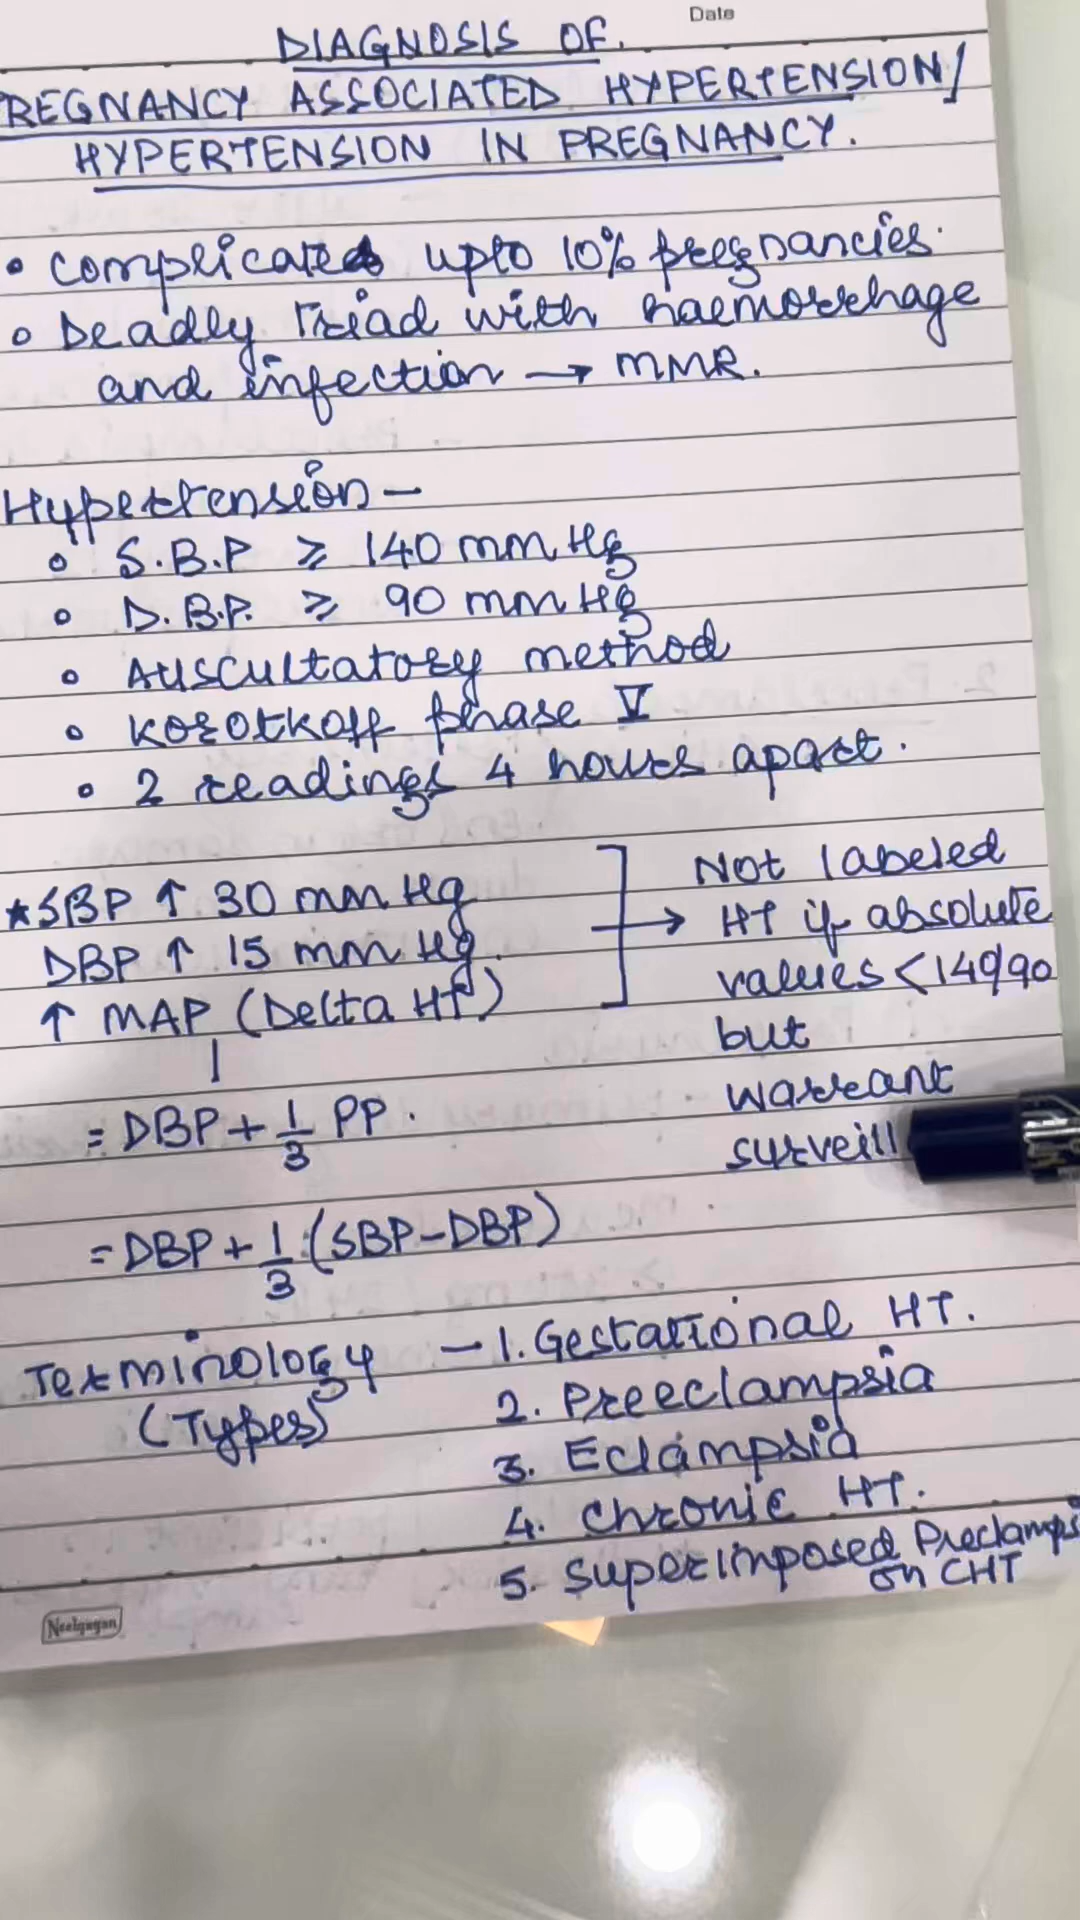 Date
DIAGNOSIS OF.
REGNANCY ASSOCIATED HYPERTENSION/
HYPERTENSION IN PREGNANCY.
• Complicates upto 10% pregnancies.
• Deadly Triad with haemorrhage
and infection → MMR.
Hypertension -
• S.B.P ≥ 140 mm Hg
• D.B.P. ≥ 90 mm Hg
• Auscultatory method
• Korotkoff phase V
• 2 readings 4 hours apart.
★SBP ↑ 30 mm Hg
DBP ↑ 15 mm Hg.
↑ MAP (Delta HT)
→ Not labeled
HT if absolute
values < 140/90
but
warrant
surveill
= DBP + 1/3 PP.
= DBP + 1/3 (SBP-DBP)
Terminology - 1. Gestational HT.
(Types) 2. Preeclampsia
3. Eclampsia
4. Chronic HT.
5. Superimposed Preclampsi
on CHT
Neelgagan